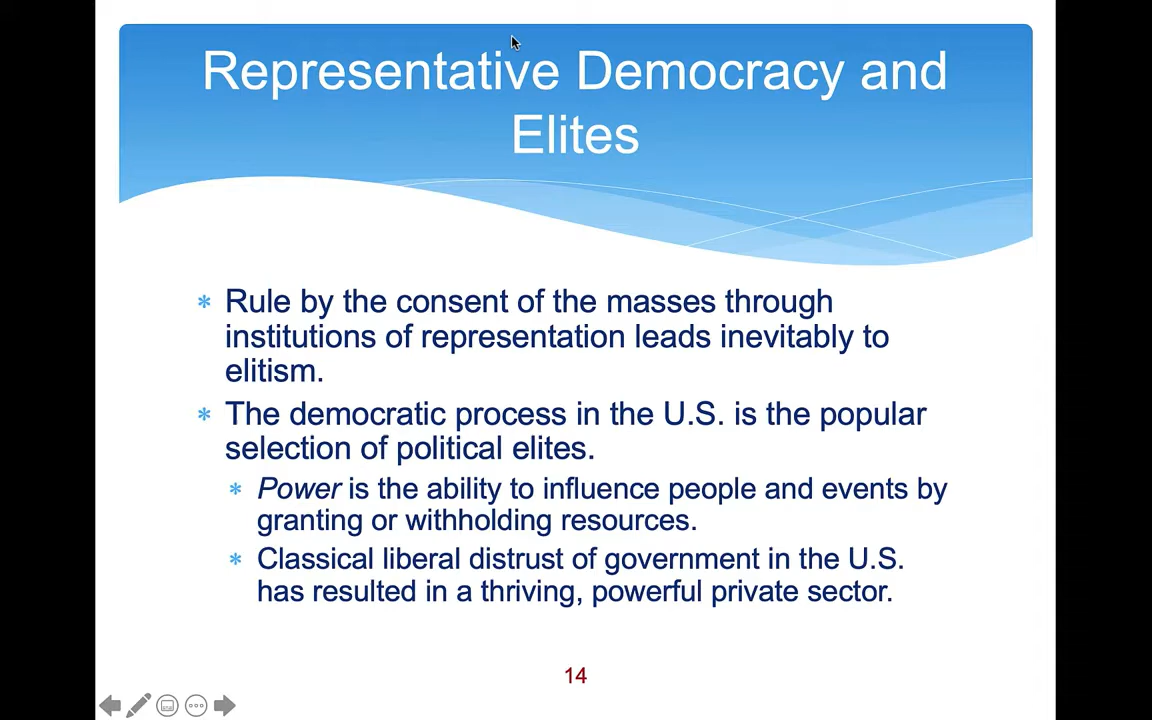 Representative Democracy and
Elites
* Rule by the consent of the masses through
institutions of representation leads inevitably to
elitism.
* The democratic process in the U.S. is the popular
selection of political elites.
* Power is the ability to influence people and events by
granting or withholding resources.
* Classical liberal distrust of government in the U.S.
has resulted in a thriving, powerful private sector.
14